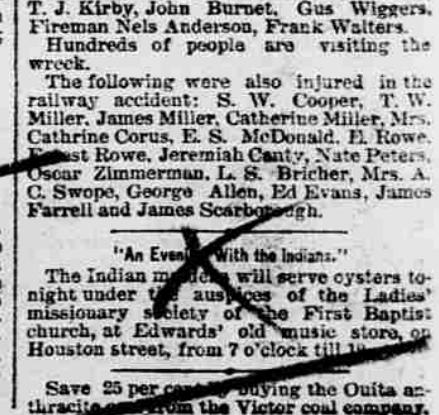 T. J. Kirby, John Burnet, Gus Wiggers,
Fireman Nels Anderson, Frank Walters.
Hundreds of people are visiting the
wreck.
The following were also injured in the
railway accident: S. W. Cooper, T. W.
Miller, James Miller, Catherine Miller, Mrs.
Cathrine Corus, E. S. McDonald, E. Rowe,
Rowe, Jeremiah Canty, Nate Peters,
Oscar Zimmerman, L. S. Bricher, Mrs. A.
C. Swope, George Allen, Ed Evans, James
Farrell and James Scarborough.
"An Evening With the Indians."
The Indian will serve oysters to-
night under the auspices of the Ladies'
missionary society of the First Baptist
church, at Edwards' old music store, on
Houston street, from 7 o'clock till
Save 25 per cent by buying the Ouita an-
thracite from the Victor coal company.